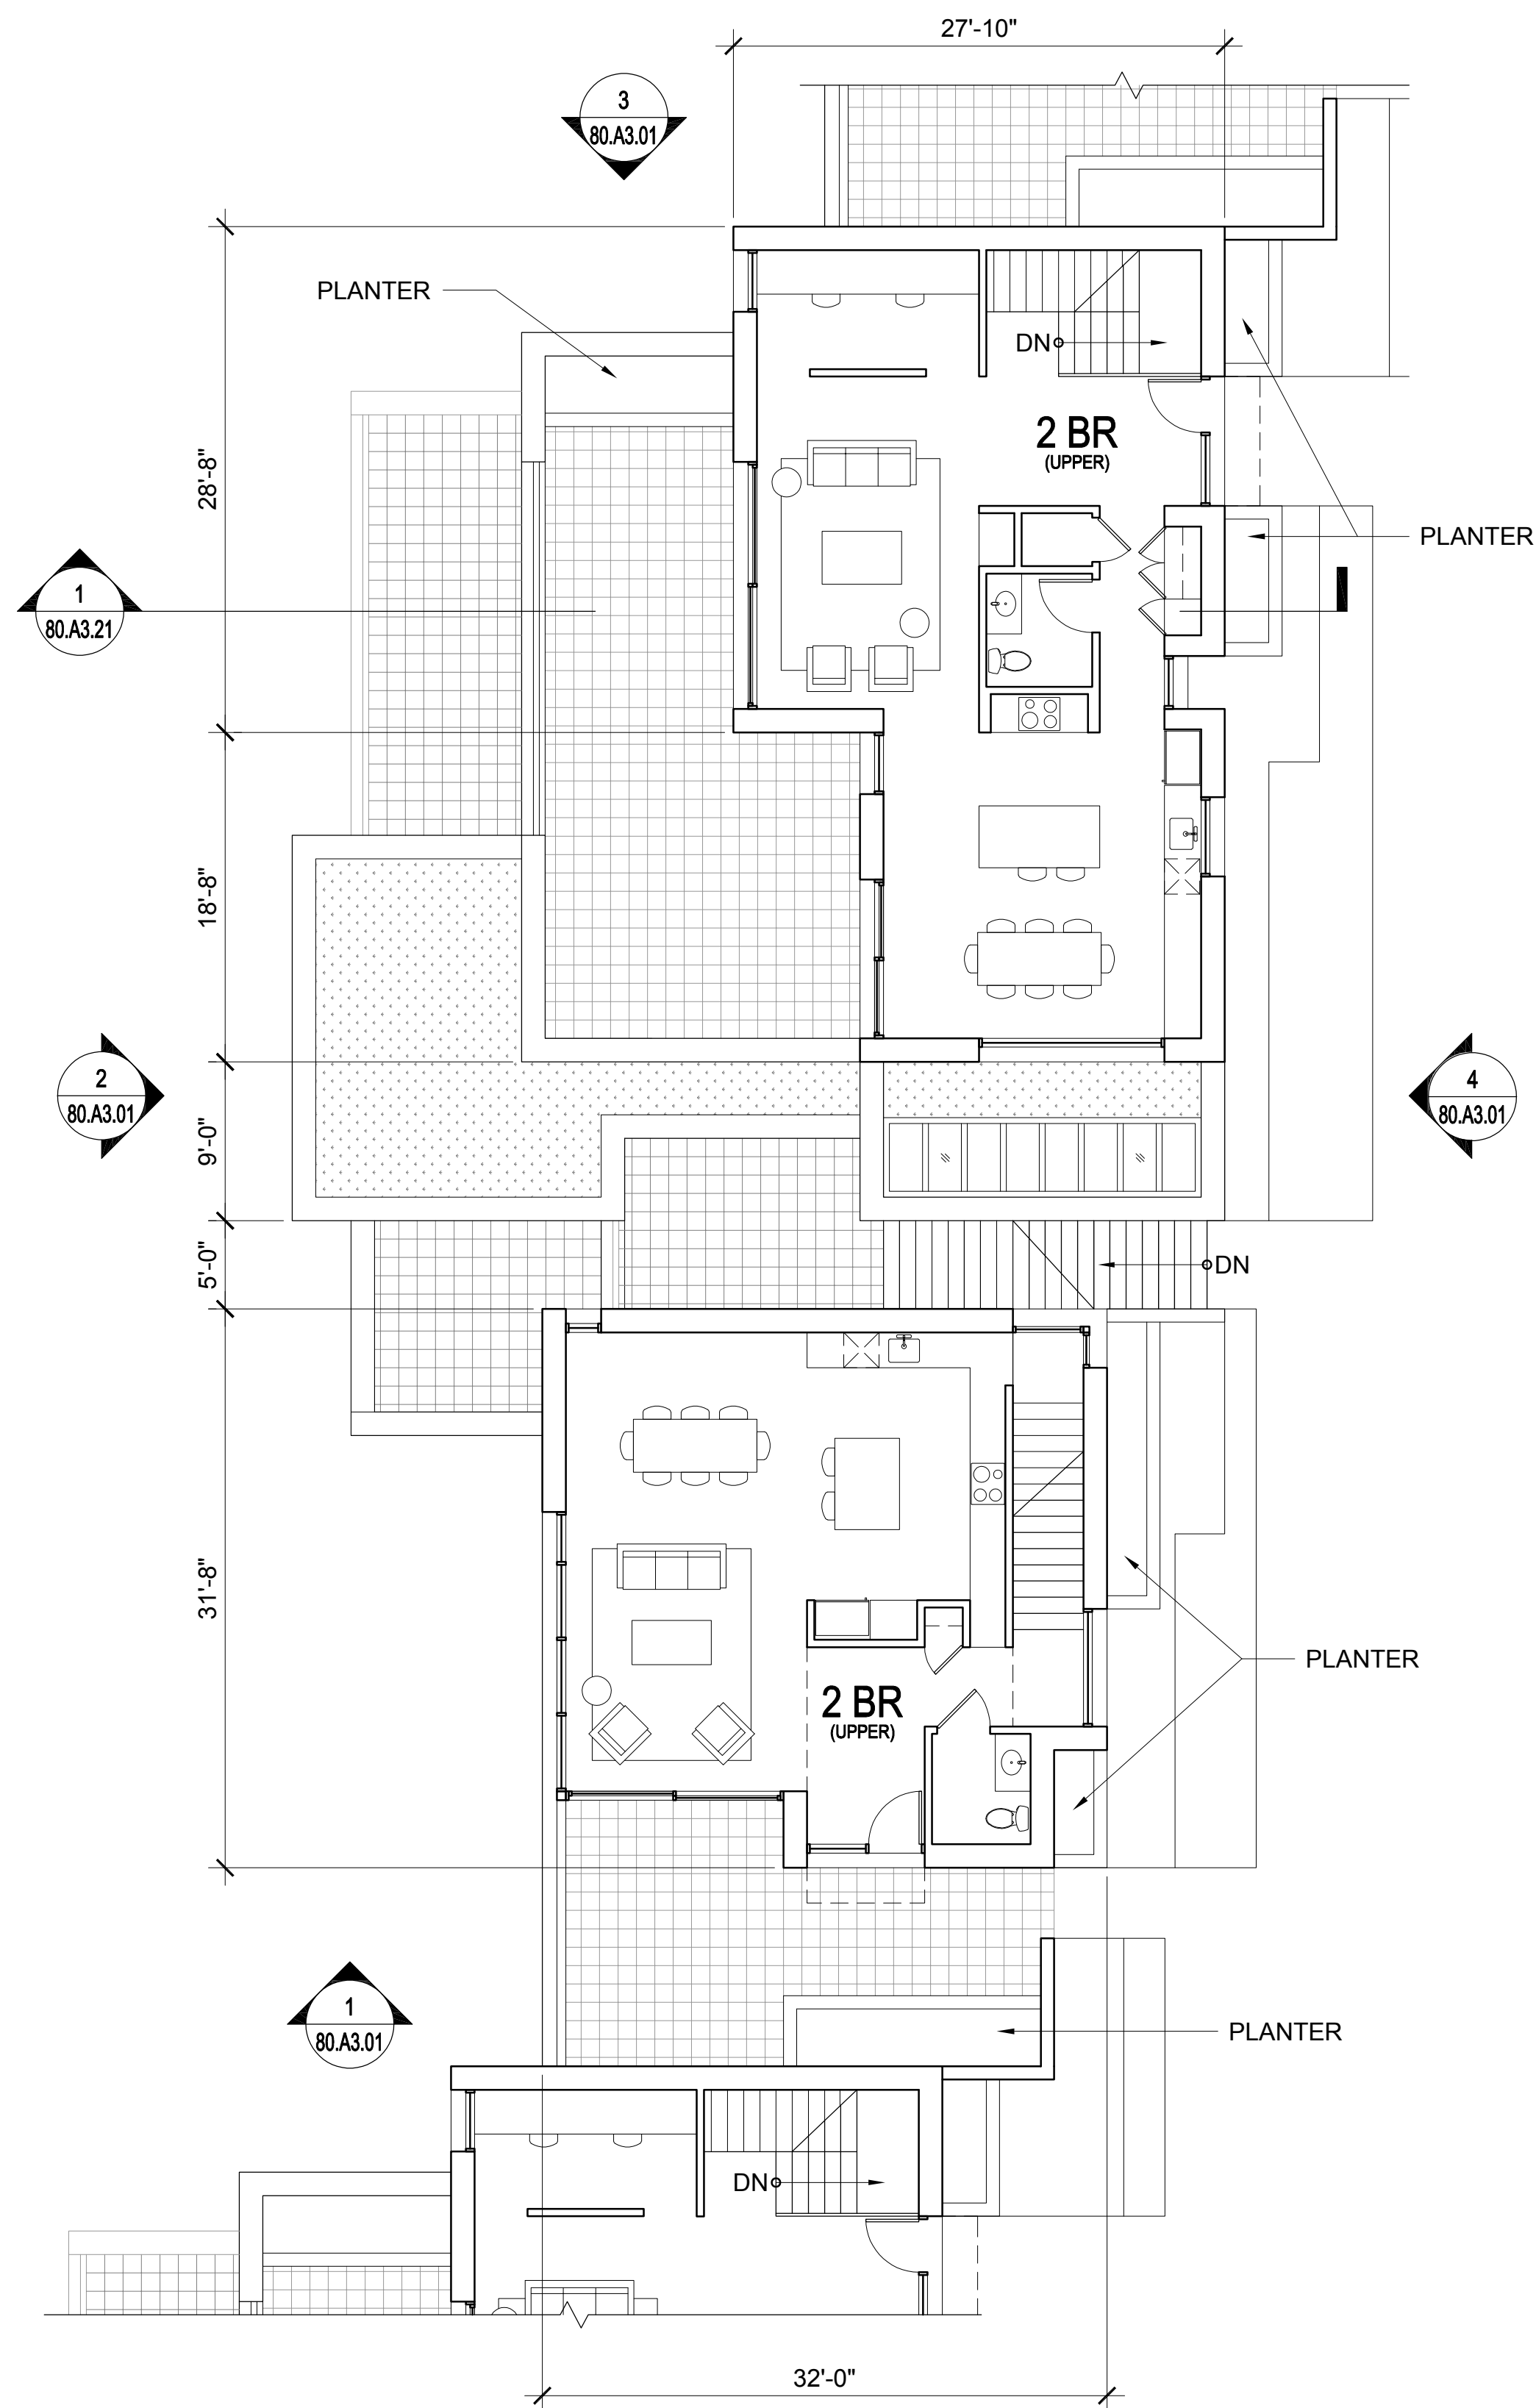 27'-10"
3
80.A3.01
PLANTER
DN
28'-8"
2 BR
(UPPER)
PLANTER
1
80.A3.21
18'-8"
2
80.A3.01
4
80.A3.01
9'-0"
5'-0"
DN
31'-8"
PLANTER
2 BR
(UPPER)
1
80.A3.01
PLANTER
DN
32'-0"